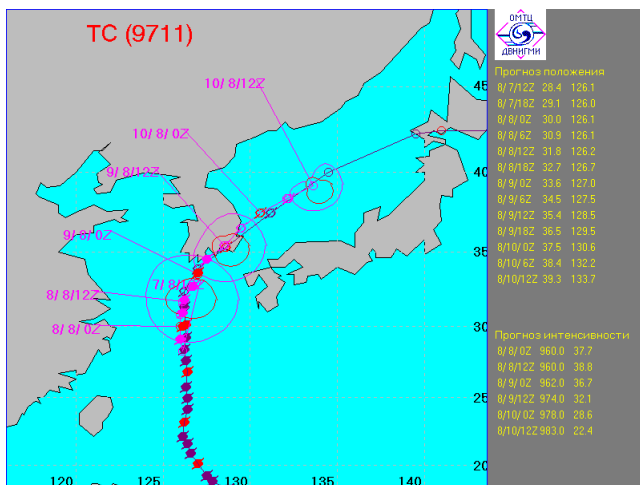 TC (9711)
ОМТЦ
ДВНИГМИ
10/ 8/12Z
10/ 8/ 0Z
9/ 8/12Z
9/ 8/ 0Z
8/ 8/12Z
8/ 8/ 0Z
45
40
35
30
25
20
120
125
130
135
140
Прогноз положения
8/7/12Z 28.4 126.1
8/7/18Z 29.1 126.0
8/8/0Z 30.0 126.1
8/8/6Z 30.9 126.1
8/8/12Z 31.8 126.2
8/8/18Z 32.7 126.7
8/9/0Z 33.6 127.0
8/9/6Z 34.5 127.5
8/9/12Z 35.4 128.5
8/9/18Z 36.5 129.5
8/10/0Z 37.5 130.6
8/10/6Z 38.4 132.2
8/10/12Z 39.3 133.7
Прогноз интенсивности
8/8/0Z 960.0 37.7
8/8/12Z 960.0 38.8
8/9/0Z 962.0 36.7
8/9/12Z 974.0 32.1
8/10/0Z 978.0 28.6
8/10/12Z 983.0 22.4